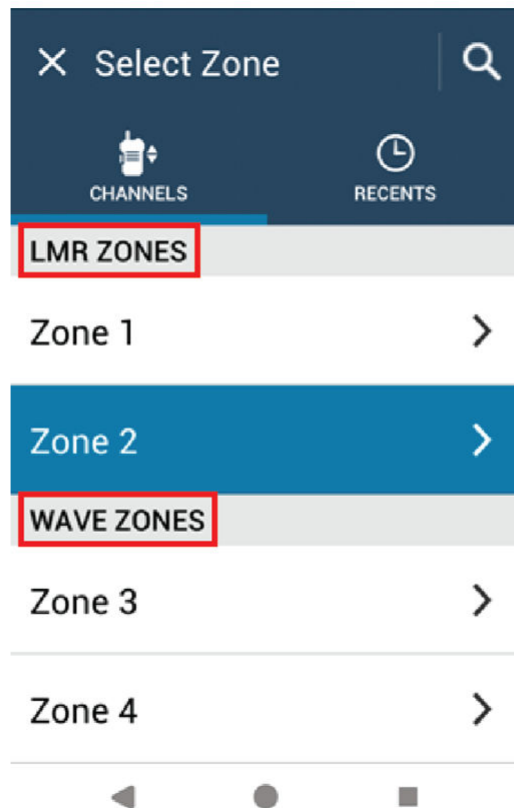 Select Zone
CHANNELS
RECENTS
LMR ZONES
Zone 1
Zone 2
WAVE ZONES
Zone 3
Zone 4